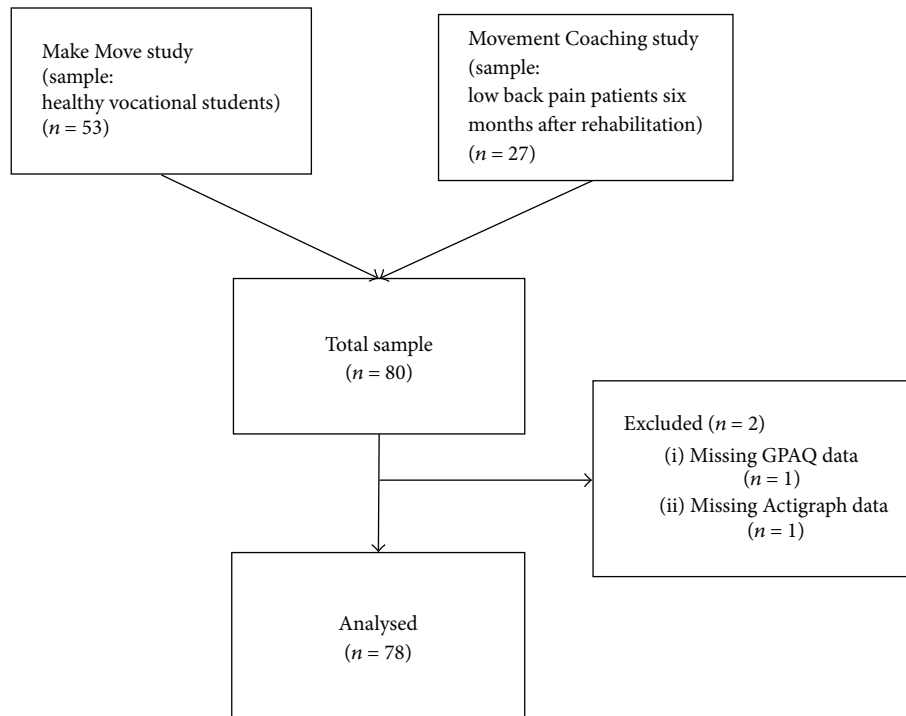 Make Move study
(sample:
healthy vocational students)
(n = 53)
Movement Coaching study
(sample:
low back pain patients six
months after rehabilitation)
(n = 27)
Total sample
(n = 80)
Excluded (n = 2)
(i) Missing GPAQ data
(n = 1)
(ii) Missing Actigraph data
(n = 1)
Analysed
(n = 78)